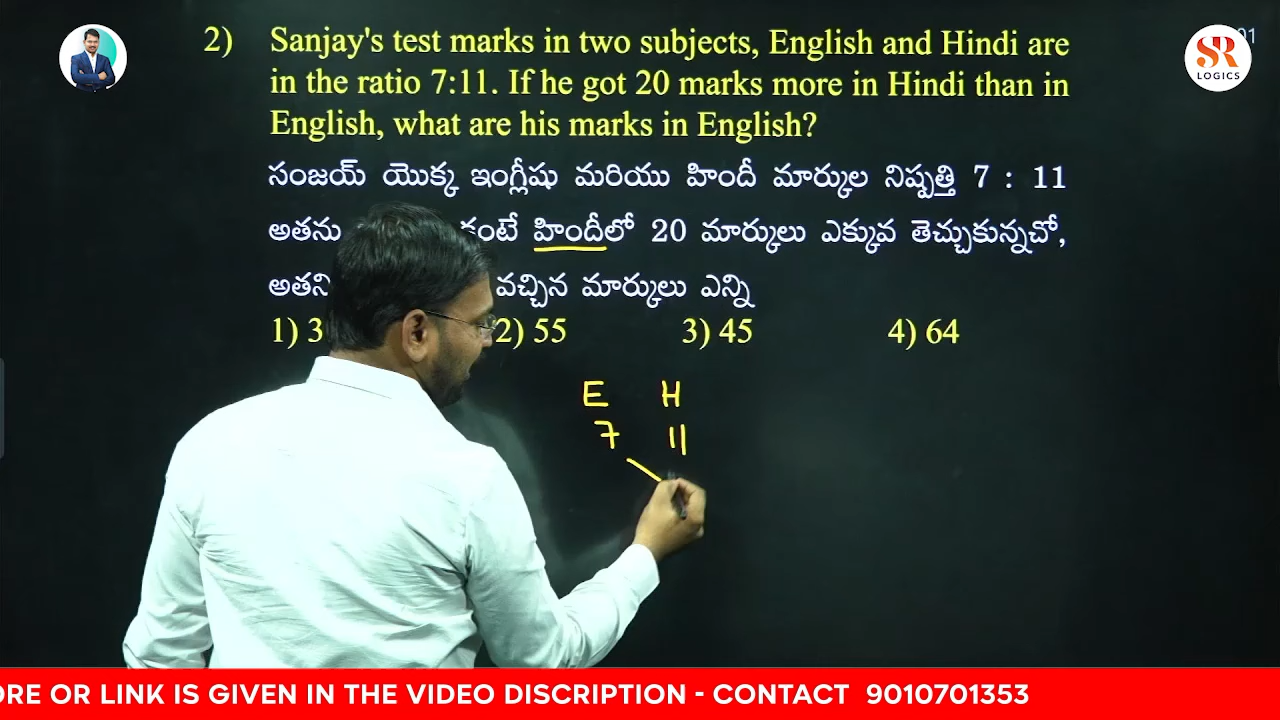 2) Sanjay's test marks in two subjects, English and Hindi are
in the ratio 7:11. If he got 20 marks more in Hindi than in
English, what are his marks in English?
సంజయ్ యొక్క ఇంగ్లీషు మరియు హిందీ మార్కుల నిష్పత్తి 7 : 11
అతను కంటే హిందీలో 20 మార్కులు ఎక్కువ తెచ్చుకున్నచో,
వచ్చిన మార్కులు ఎన్ని
1) 2) 55 3) 45 4) 64
E H
7 11
SR
LOGICS
01
ORE OR LINK IS GIVEN IN THE VIDEO DISCRIPTION - CONTACT 9010701353